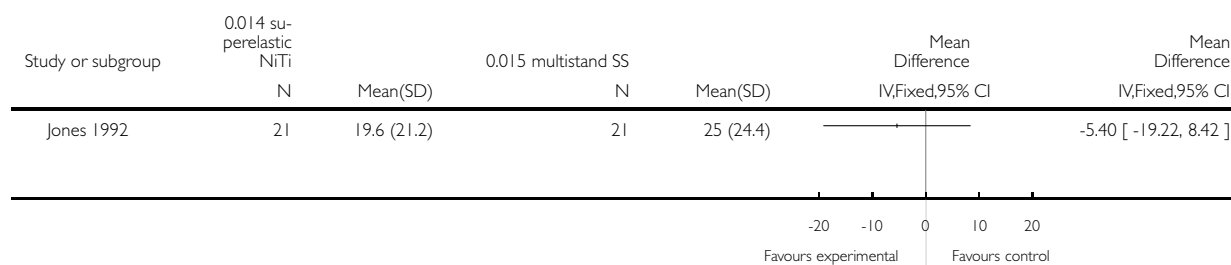 0.014 su-
perelastic
Study or subgroup NiTi 0.015 multistand SS Mean Difference Mean Difference
N Mean(SD) N Mean(SD) IV,Fixed,95% CI IV,Fixed,95% CI
Jones 1992 21 19.6 (21.2) 21 25 (24.4) -5.40 [ -19.22, 8.42 ]
-20 -10 0 10 20
Favours experimental Favours control